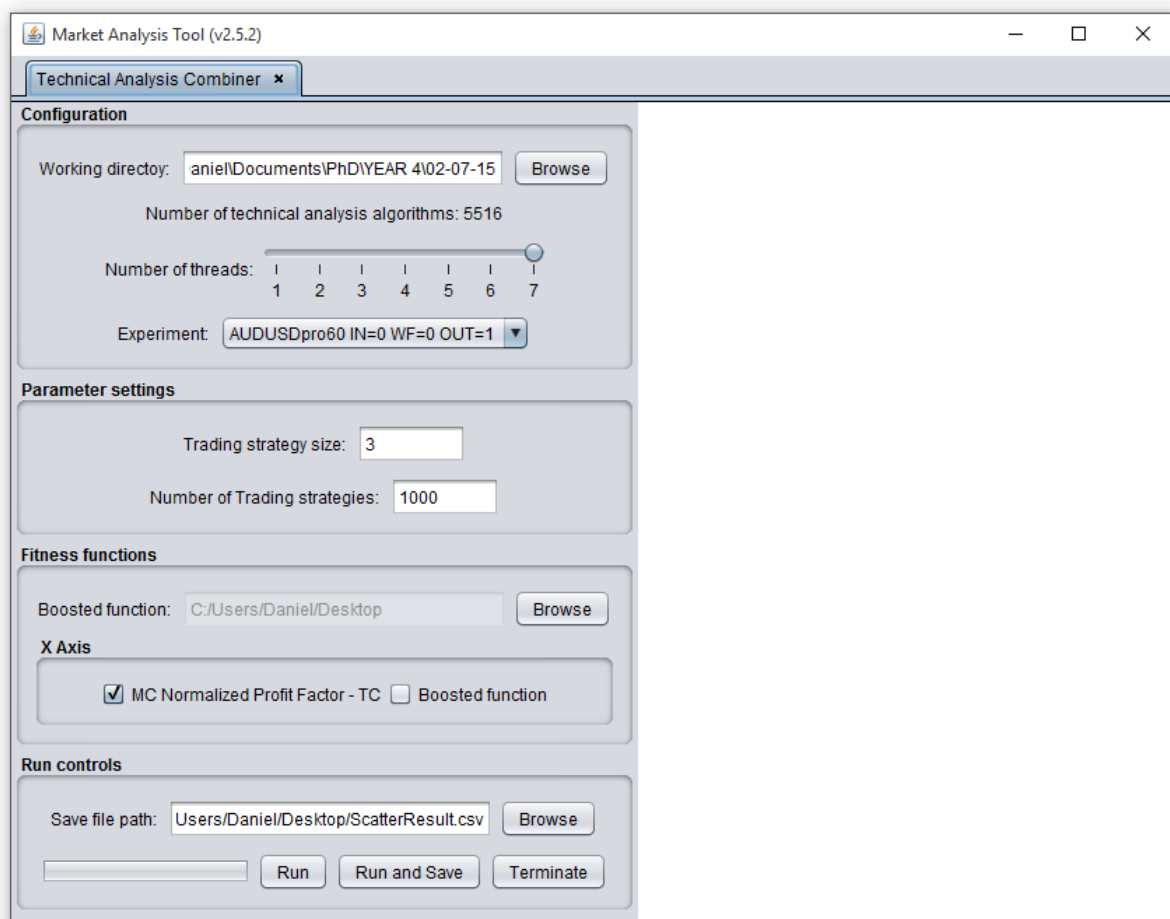 Market Analysis Tool (v2.5.2)
Technical Analysis Combiner
Configuration
Working directoy: aniel\Documents\PhD\YEAR 4\02-07-15 Browse
Number of technical analysis algorithms: 5516
Number of threads:
1 2 3 4 5 6 7
Experiment: AUDUSDpro60 IN=0 WF=0 OUT=1
Parameter settings
Trading strategy size: 3
Number of Trading strategies: 1000
Fitness functions
Boosted function: C:/Users/Daniel/Desktop Browse
X Axis
MC Normalized Profit Factor - TC Boosted function
Run controls
Save file path: Users/Daniel/Desktop/ScatterResult.csv Browse
Run Run and Save Terminate